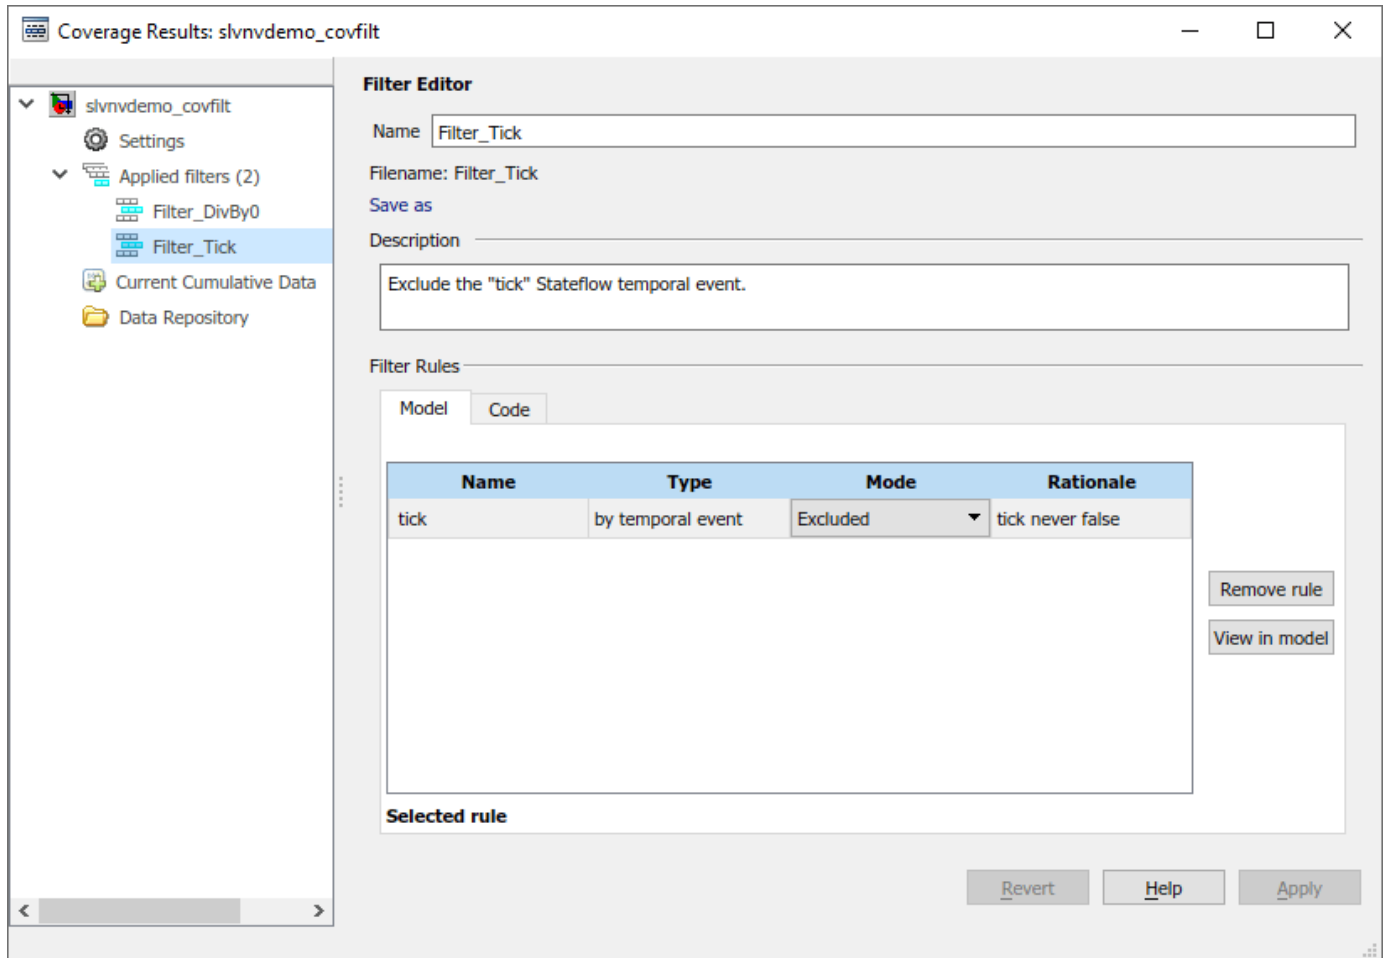 Coverage Results: slvnvdemo_covfilt
slvnvdemo_covfilt
Settings
Applied filters (2)
Filter_DivBy0
Filter_Tick
Current Cumulative Data
Data Repository
Filter Editor
Name Filter_Tick
Filename: Filter_Tick
Save as
Description
Exclude the "tick" Stateflow temporal event.
Filter Rules
Model Code
Name Type Mode Rationale
tick by temporal event Excluded tick never false
Remove rule
View in model
Selected rule
Revert Help Apply